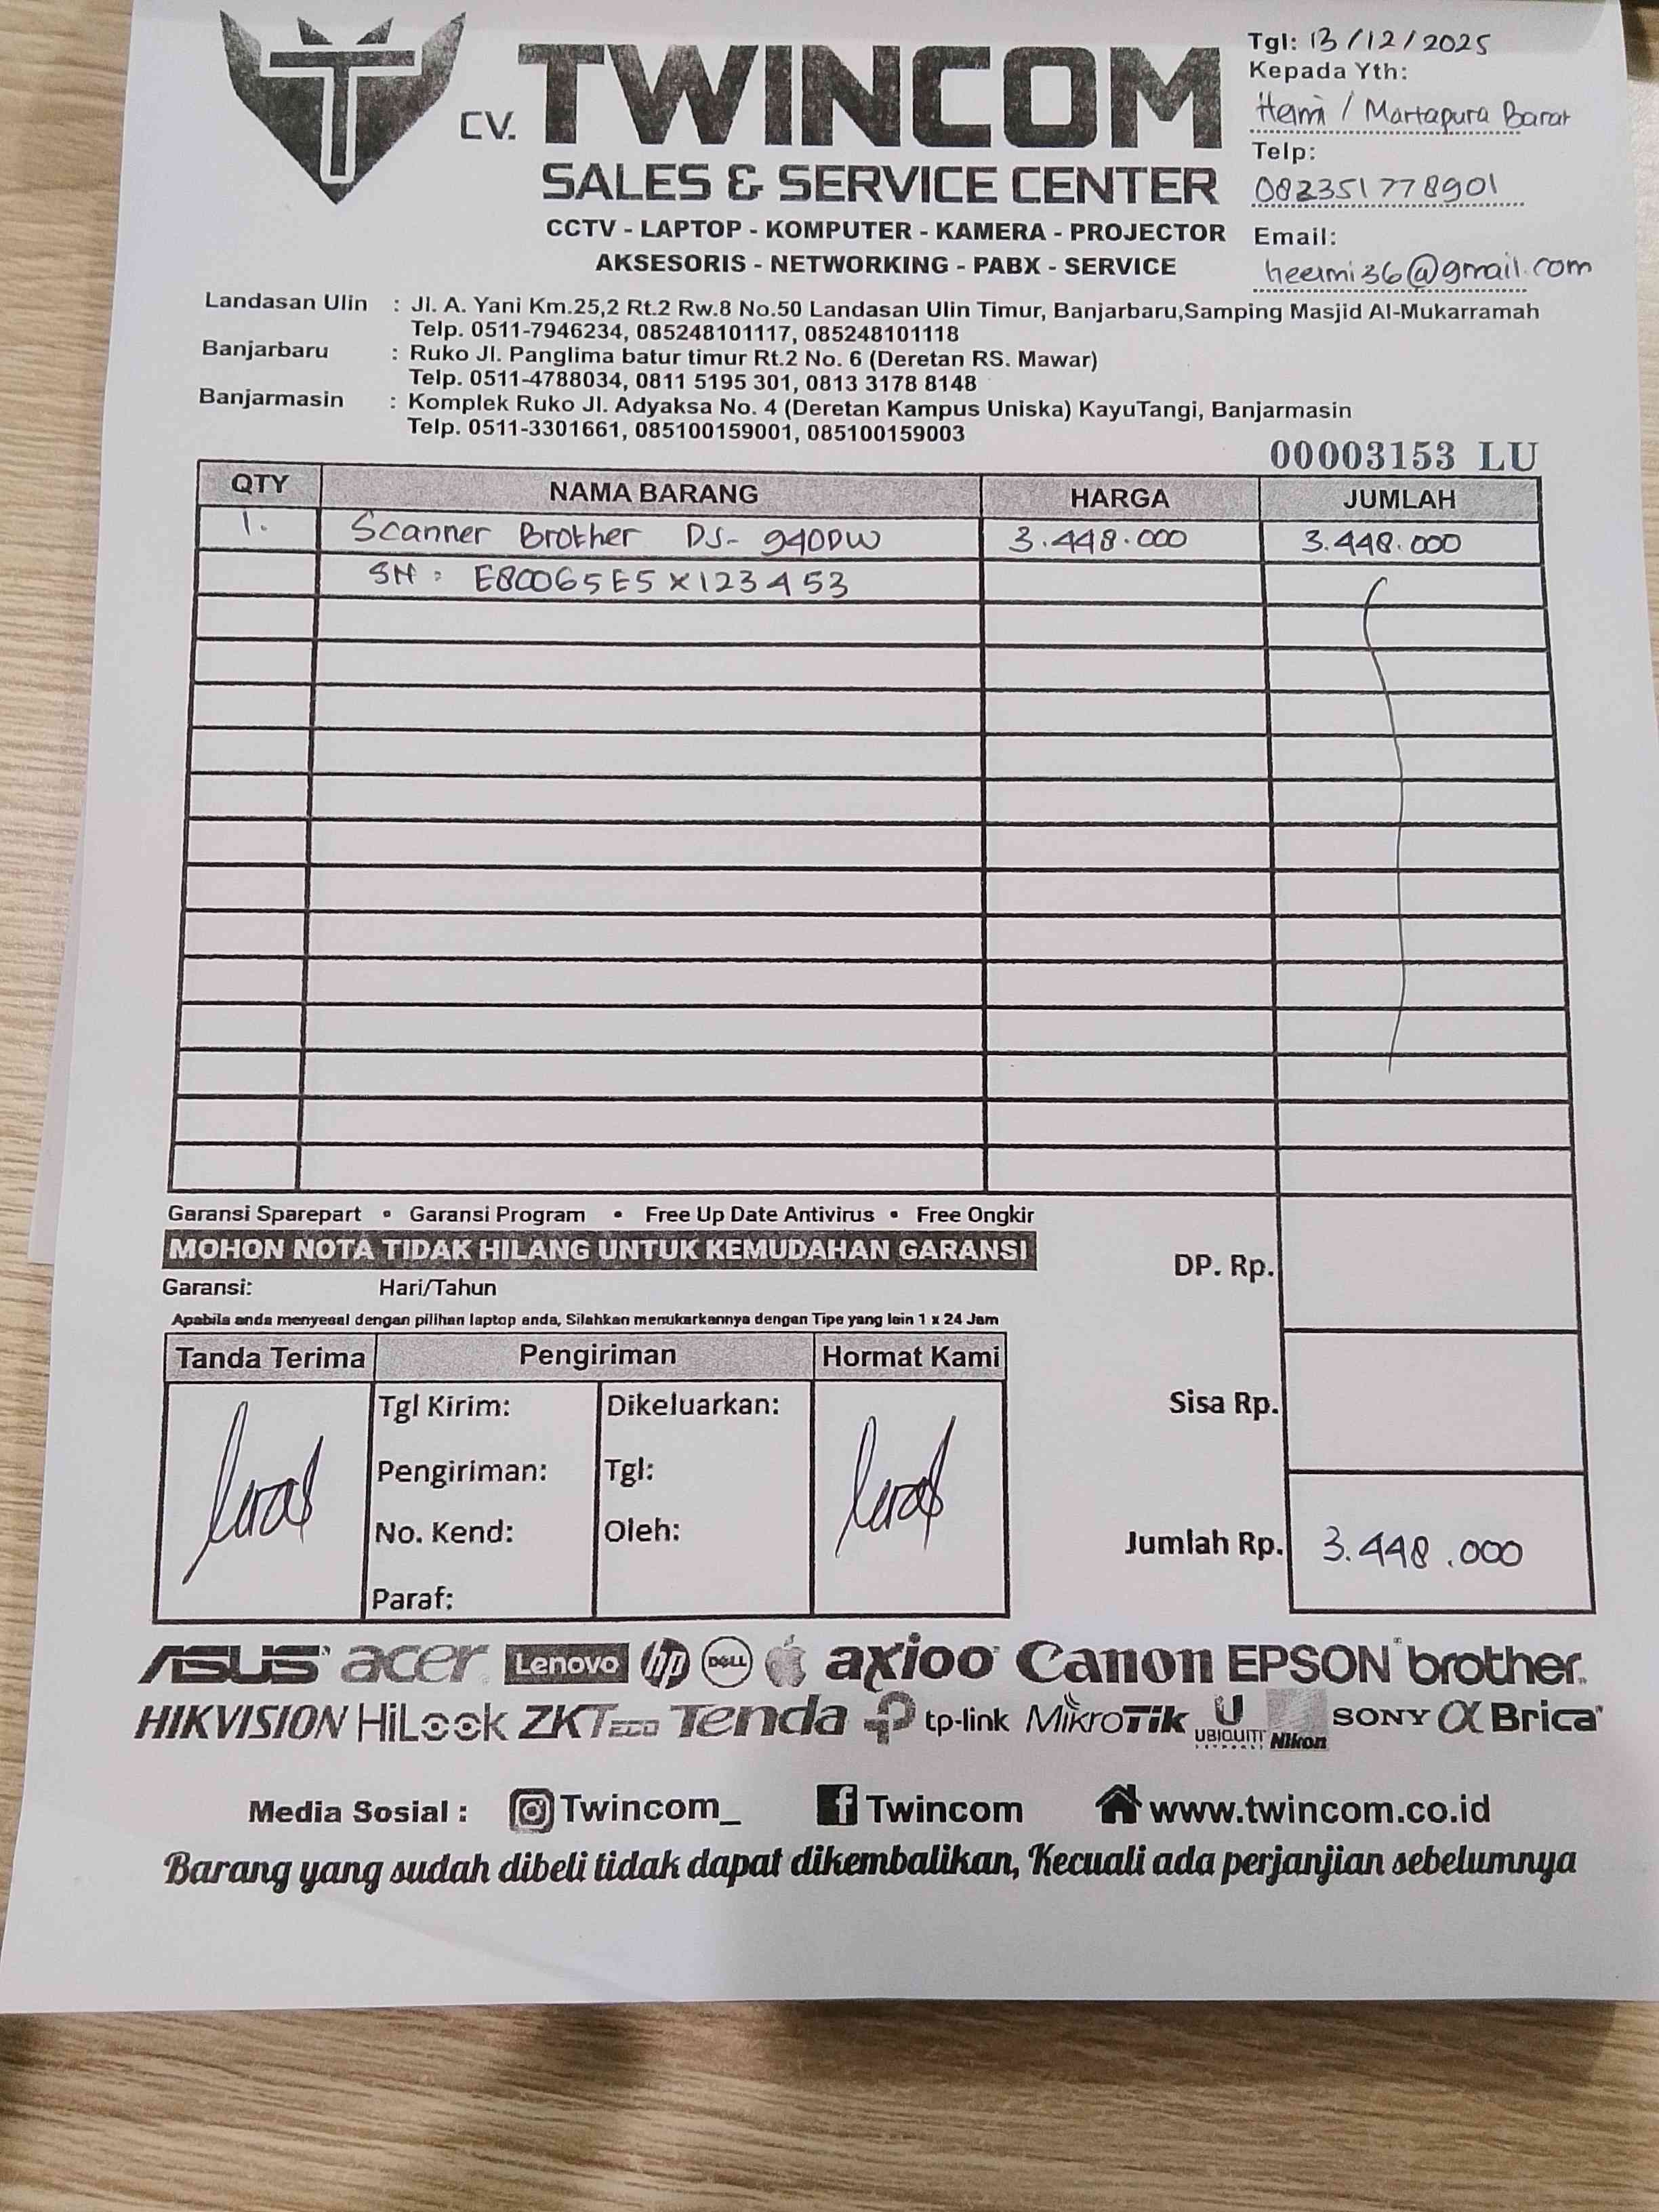 Tgl: 13/12/2025
Kepada Yth:
Heimi / Martapura Barat
Telp:
082351778901
Email:
heeimi36@gmail.com
CV. TWINCOM
SALES & SERVICE CENTER
CCTV - LAPTOP - KOMPUTER - KAMERA - PROJECTOR
AKSESORIS - NETWORKING - PABX - SERVICE
Landasan Ulin : Jl. A. Yani Km.25,2 Rt.2 Rw.8 No.50 Landasan Ulin Timur, Banjarbaru,Samping Masjid Al-Mukarramah
Telp. 0511-7946234, 085248101117, 085248101118
Banjarbaru : Ruko Jl. Panglima batur timur Rt.2 No. 6 (Deretan RS. Mawar)
Telp. 0511-4788034, 0811 5195 301, 0813 3178 8148
Banjarmasin : Komplek Ruko Jl. Adyaksa No. 4 (Deretan Kampus Uniska) KayuTangi, Banjarmasin
Telp. 0511-3301661, 085100159001, 085100159003
00003153 LU
QTY NAMA BARANG HARGA JUMLAH
1. Scanner Brother DS- 940DW 3.448.000 3.448.000
SN : E80065E5X123453
Garansi Sparepart • Garansi Program • Free Up Date Antivirus • Free Ongkir
MOHON NOTA TIDAK HILANG UNTUK KEMUDAHAN GARANSI
Garansi: Hari/Tahun
Apabila anda menyesal dengan pilihan laptop anda, Silahkan menukarkannya dengan Tipe yang lain 1 x 24 Jam
DP. Rp.
Sisa Rp.
Jumlah Rp. 3.448.000
Tanda Terima Pengiriman Hormat Kami
Tgl Kirim: Dikeluarkan:
Pengiriman: Tgl:
No. Kend: Oleh:
Paraf:
ASUS acer Lenovo hp DELL axioo Canon EPSON brother
HIKVISION HiLook ZKTeco Tenda tp-link MikroTik U UBIQUITI Nikon SONY α Brica
Media Sosial : Twincom_ f Twincom www.twincom.co.id
Barang yang sudah dibeli tidak dapat dikembalikan, Kecuali ada perjanjian sebelumnya